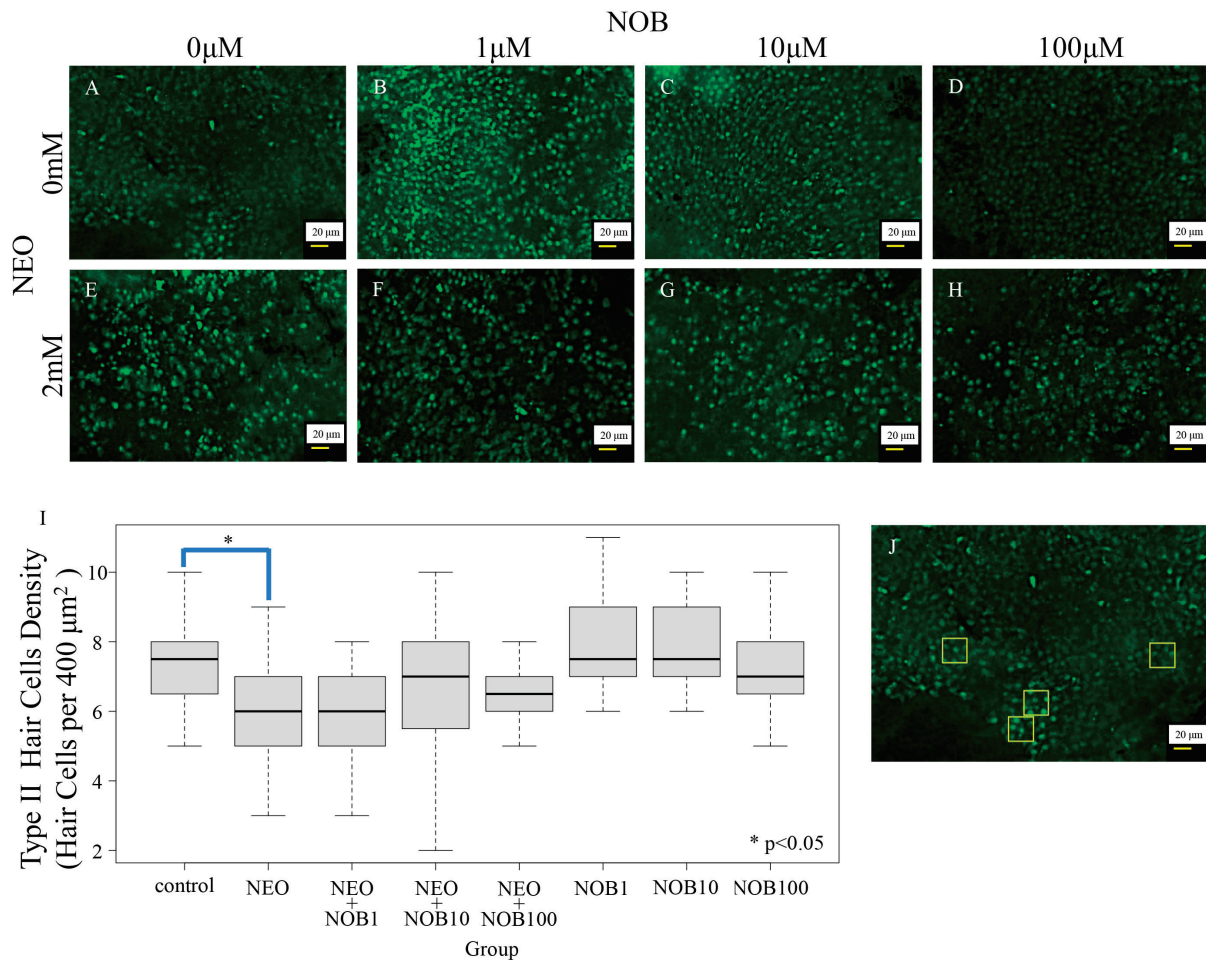 NOB
0μM 1μM 10μM 100μM
NEO
0mM
A
20 μm
B
20 μm
C
20 μm
D
20 μm
2mM
E
20 μm
F
20 μm
G
20 μm
H
20 μm
I
Type II Hair Cells Density
(Hair Cells per 400 μm²)
10
8
6
4
2
*
* p<0.05
control NEO NEO + NOB1 NEO + NOB10 NEO + NOB100 NOB1 NOB10 NOB100
Group
J
20 μm